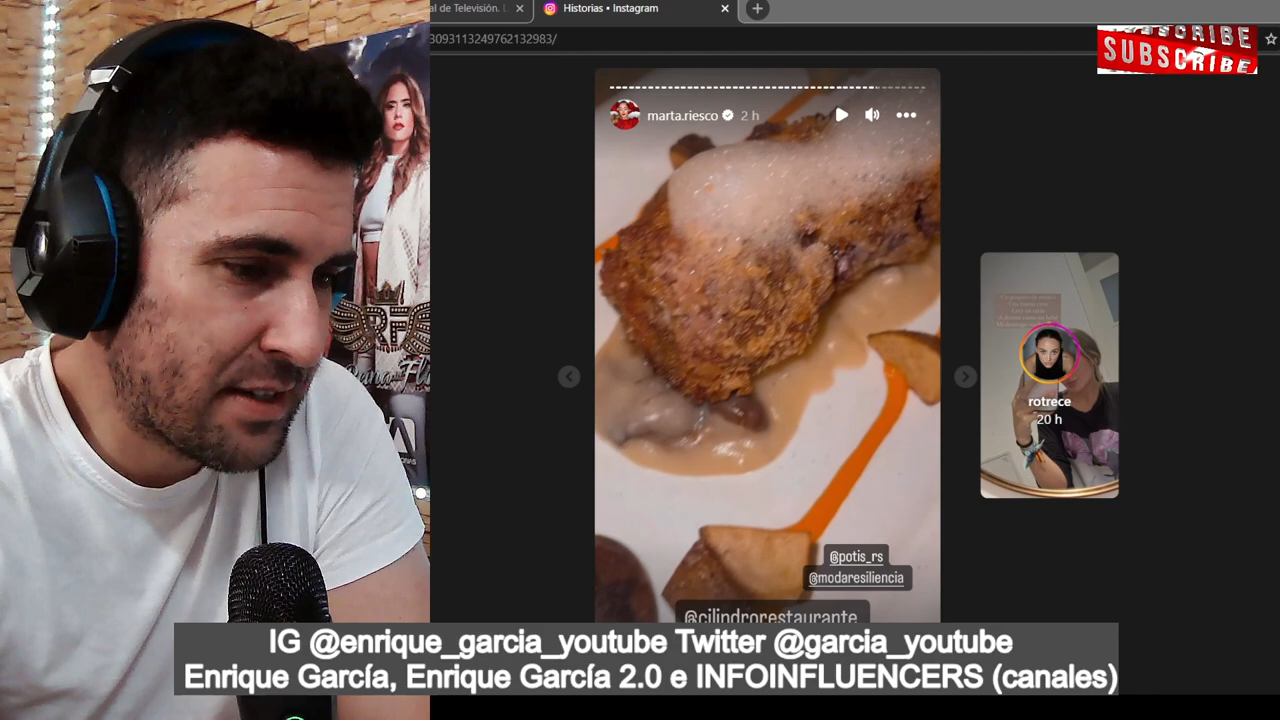 al de Televisión. L
Historias • Instagram
3093113249762132983/
SCRIBE
SUBSCRIBE
marta.riesco 2 h
rotrece
20 h
@potis_rs
@modaresiliencia
@cilindrorestaurante
IG @enrique_garcia_youtube Twitter @garcia_youtube
Enrique García, Enrique García 2.0 e INFOINFLUENCERS (canales)